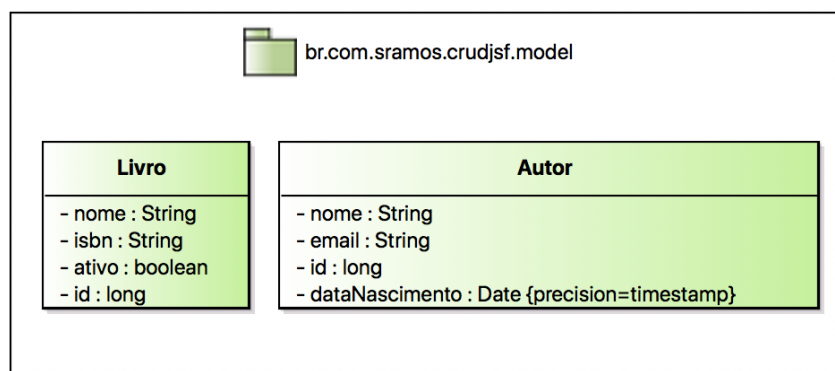 br.com.sramos.crudjsf.model
Livro
- nome : String
- isbn : String
- ativo : boolean
- id : long
Autor
- nome : String
- email : String
- id : long
- dataNascimento : Date {precision=timestamp}